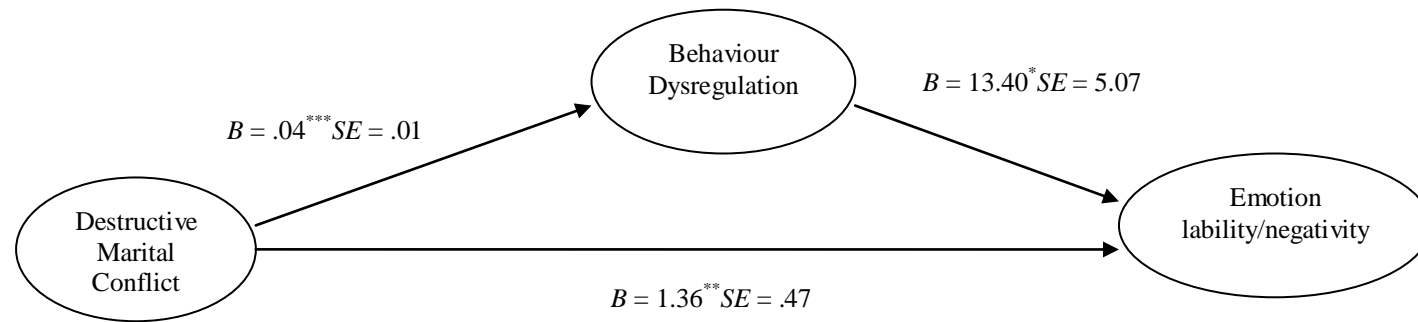 Behaviour
Dysregulation
B = 13.40*SE = 5.07
B = .04***SE = .01
Destructive
Marital
Conflict
Emotion
lability/negativity
B = 1.36**SE = .47